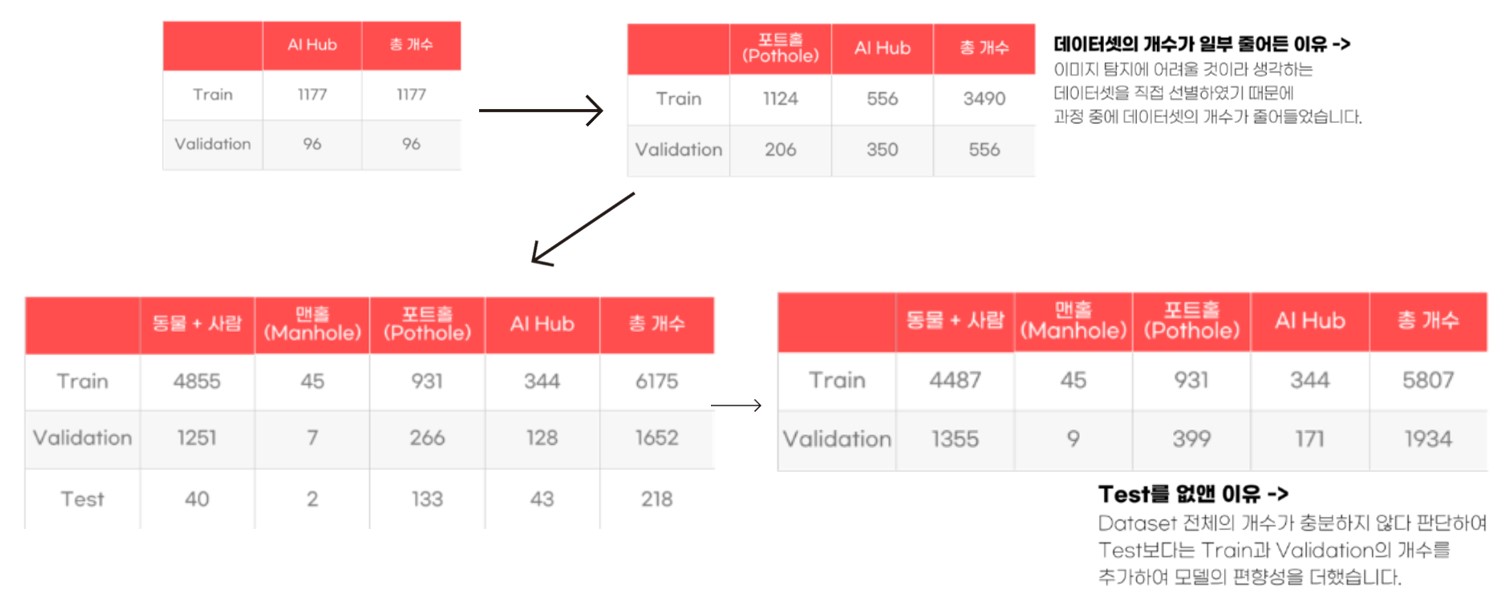 AI Hub 총 개수
Train 1177 1177
Validation 96 96
포트홀
(Pothole) AI Hub 총 개수
Train 1124 556 3490
Validation 206 350 556
데이터셋의 개수가 일부 줄어든 이유 ->
이미지 탐지에 어려울 것이라 생각하는
데이터셋을 직접 선별하였기 때문에
과정 중에 데이터셋의 개수가 줄어들었습니다.
동물 + 사람 맨홀 (Manhole) 포트홀 (Pothole) AI Hub 총 개수
Train 4855 45 931 344 6175
Validation 1251 7 266 128 1652
Test 40 2 133 43 218
동물 + 사람 맨홀 (Manhole) 포트홀 (Pothole) AI Hub 총 개수
Train 4487 45 931 344 5807
Validation 1355 9 399 171 1934
Test를 없앤 이유 ->
Dataset 전체의 개수가 충분하지 않다 판단하여
Test보다는 Train과 Validation의 개수를
추가하여 모델의 편향성을 더했습니다.